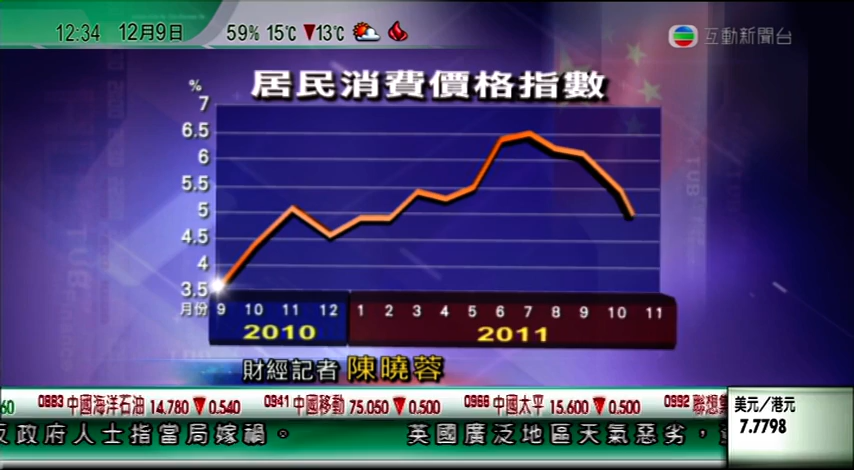 12:34 12月9日 59% 15℃ ▼13℃ 互動新聞台
居民消費價格指數
%
7
6.5
6
5.5
5
4.5
4
3.5
月份 9 10 11 12 1 2 3 4 5 6 7 8 9 10 11
2010 2011
財經記者 陳曉蓉
60 0883 中國海洋石油 14.780 ▼ 0.540 0941 中國移動 75.050 ▼ 0.500 0966 中國太平 15.600 ▼ 0.500 0992 聯想集
美元/港元
7.7798
反政府人士指當局嫁禍。 英國廣泛地區天氣惡劣，